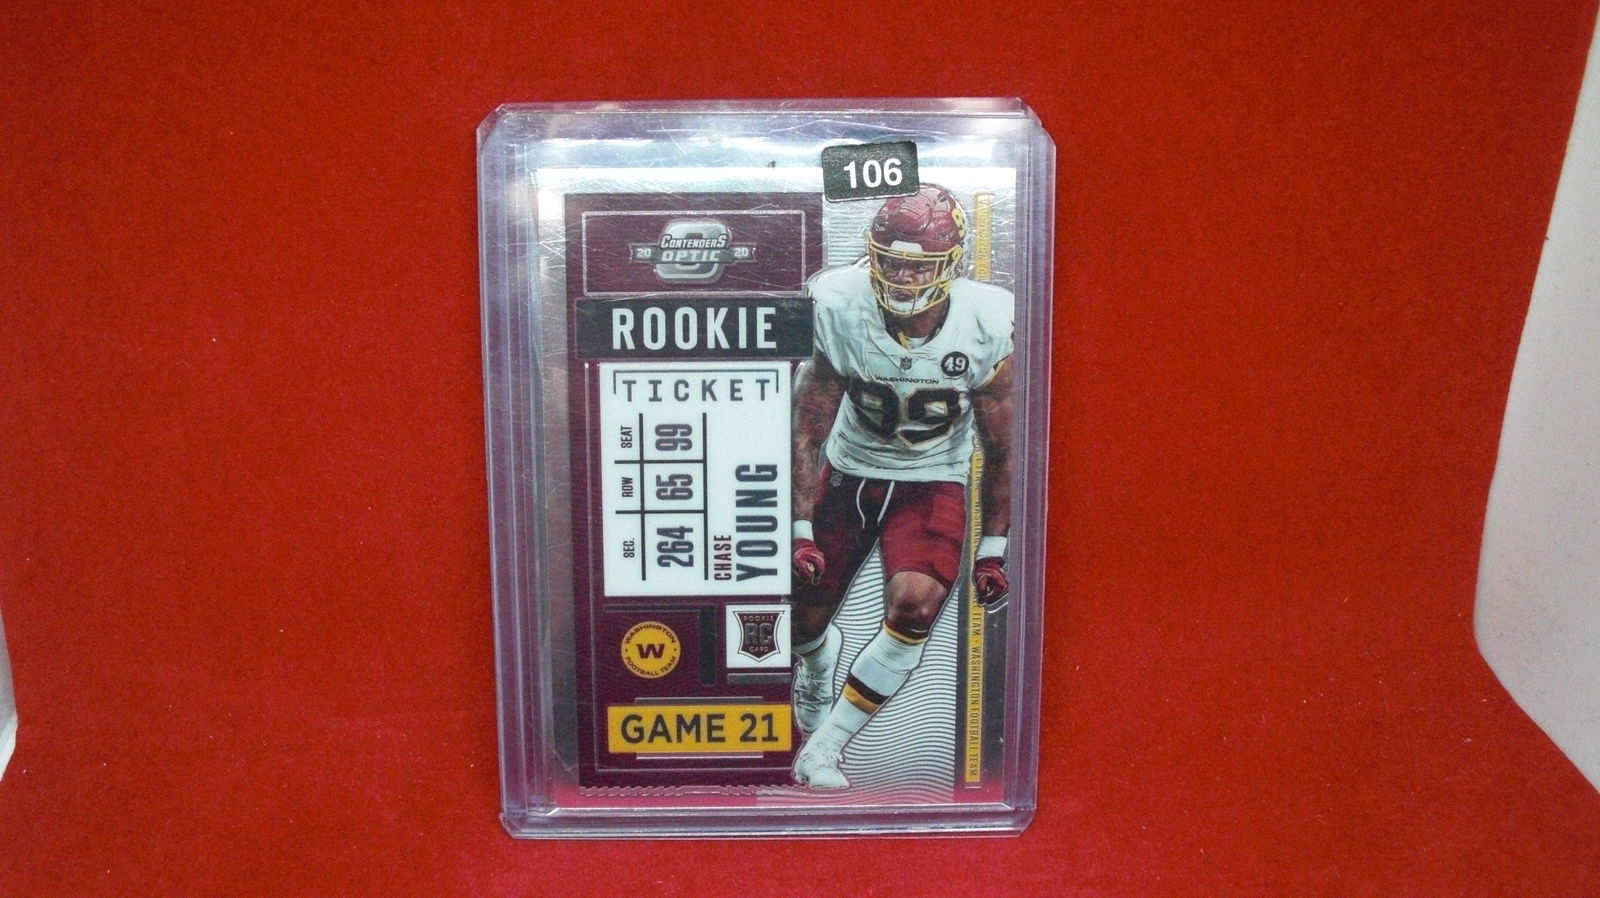 106
CONTENDERS
20 OPTIC 20
ROOKIE
TICKET
SEC. ROW SEAT
264 65 99
CHASE
YOUNG
WASHINGTON
W
FOOTBALL TEAM
ROOKIE
RC
CARD
GAME 21
49
WASHINGTON
99
TEAM • WASHINGTON FOOTBALL TEAM